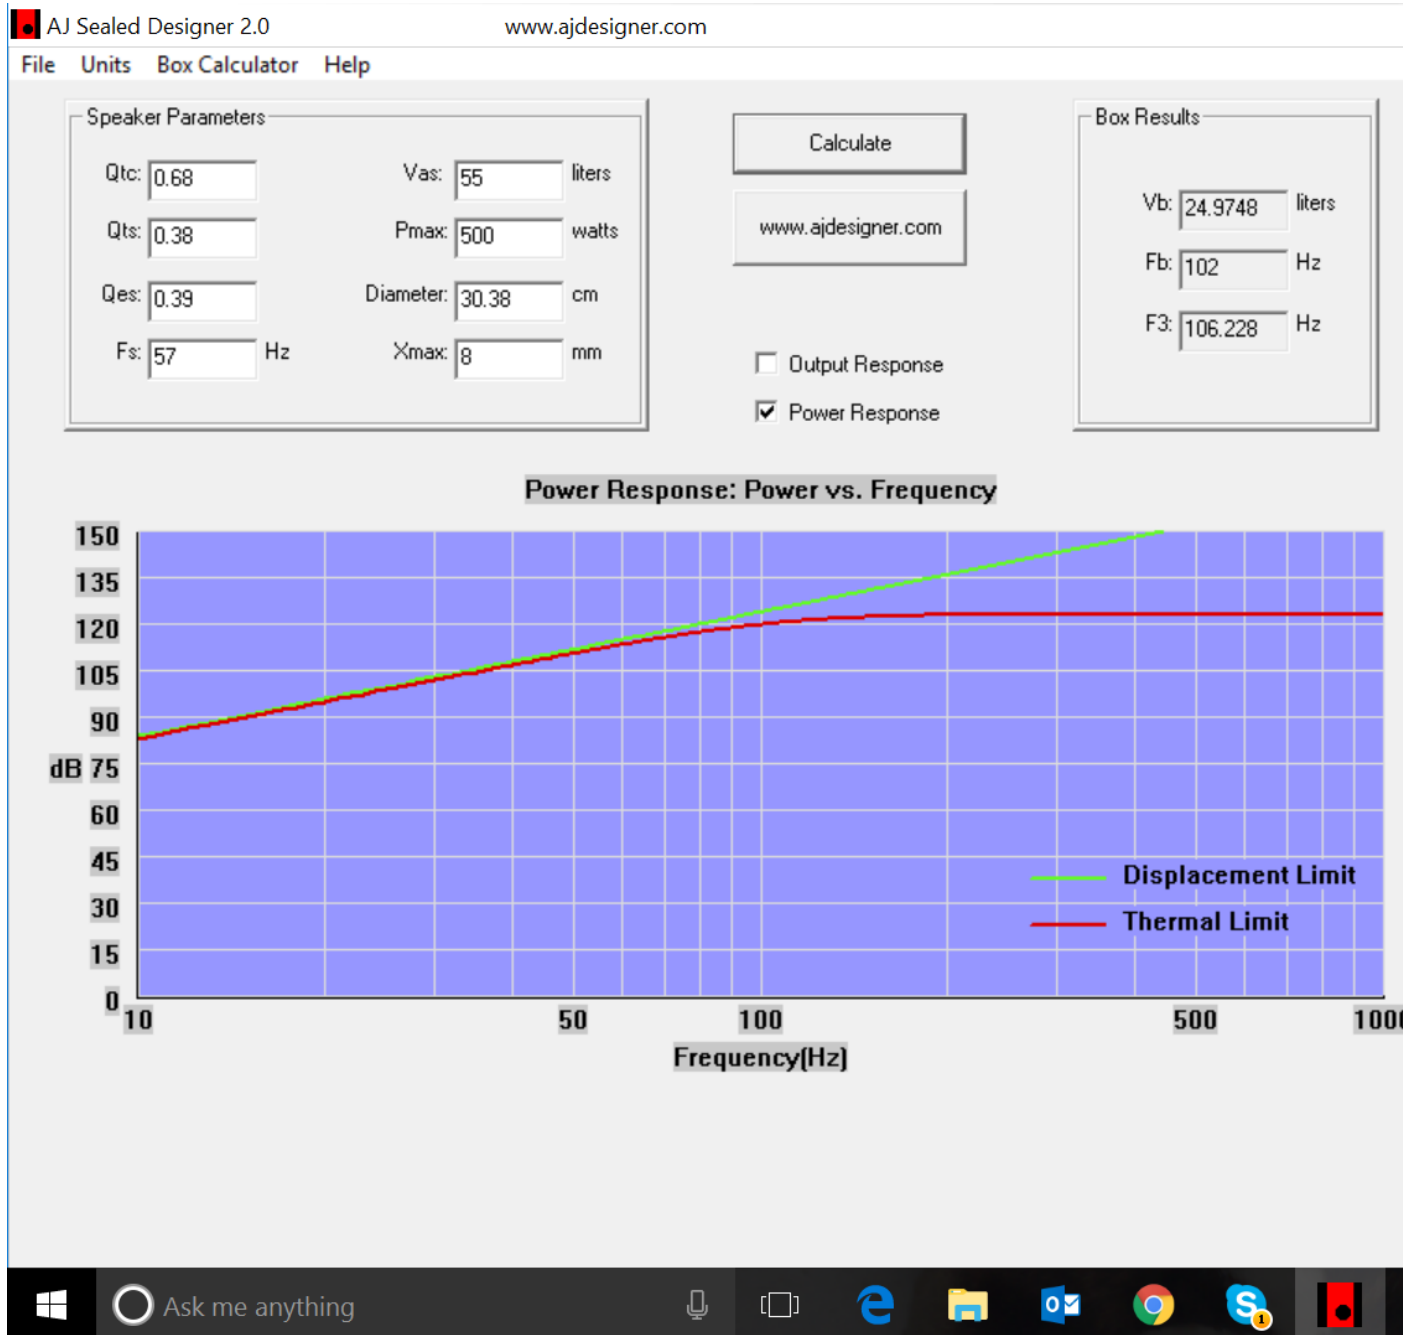 AJ Sealed Designer 2.0 www.ajdesigner.com
File Units Box Calculator Help
Speaker Parameters
Qtc: 0.68 Vas: 55 liters
Qts: 0.38 Pmax: 500 watts
Qes: 0.39 Diameter: 30.38 cm
Fs: 57 Hz Xmax: 8 mm
Calculate
www.ajdesigner.com
Output Response
Power Response
Box Results
Vb: 24.9748 liters
Fb: 102 Hz
F3: 106.228 Hz
Power Response: Power vs. Frequency
150
135
120
105
90
dB 75
60
45
30
15
0
Displacement Limit
Thermal Limit
10 50 100 500 100
Frequency(Hz)
Ask me anything
1